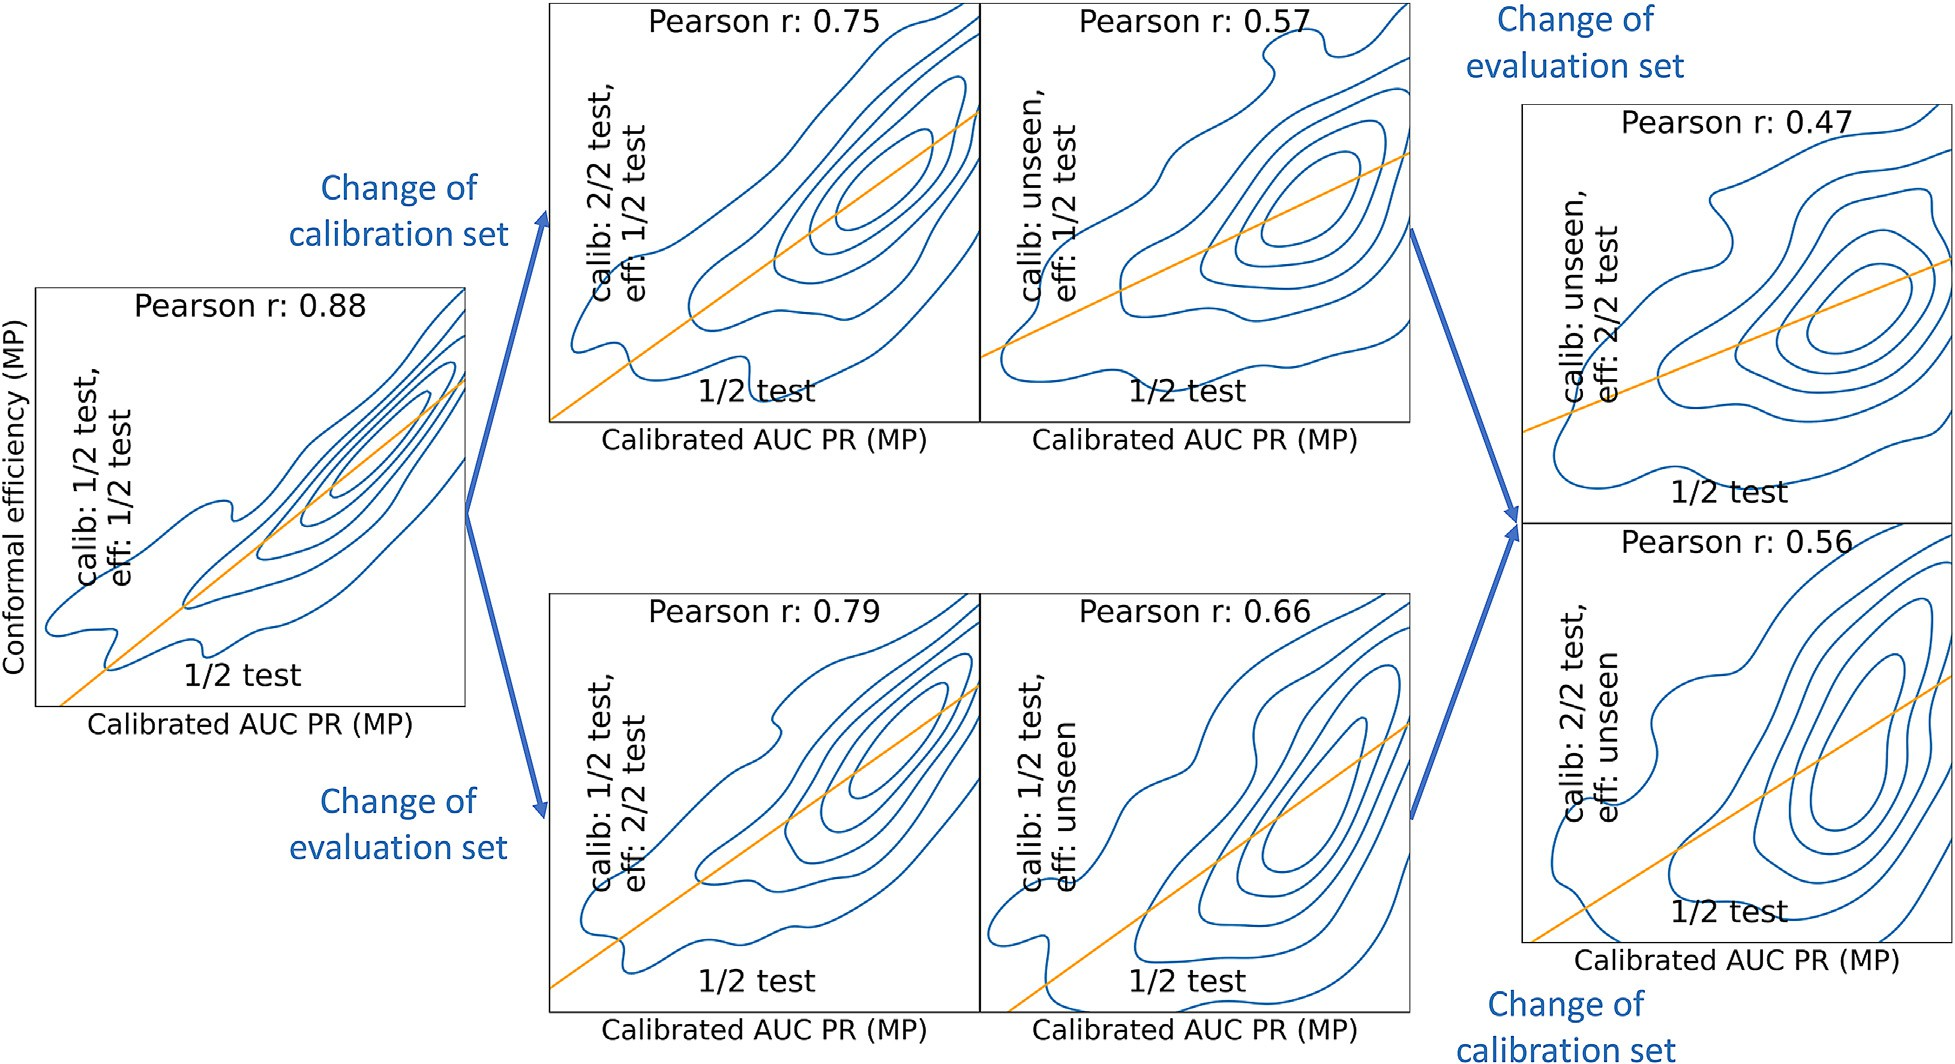 Conformal efficiency (MP)
Pearson r: 0.88
calib: 1/2 test,
eff: 1/2 test
1/2 test
Calibrated AUC PR (MP)
Change of
calibration set
Change of
evaluation set
Pearson r: 0.75
calib: 2/2 test,
eff: 1/2 test
1/2 test
Calibrated AUC PR (MP)
Pearson r: 0.57
calib: unseen,
eff: 1/2 test
1/2 test
Calibrated AUC PR (MP)
Pearson r: 0.79
calib: 1/2 test,
eff: 2/2 test
1/2 test
Calibrated AUC PR (MP)
Pearson r: 0.66
calib: 1/2 test,
eff: unseen
1/2 test
Calibrated AUC PR (MP)
Change of
evaluation set
Pearson r: 0.47
calib: unseen,
eff: 2/2 test
1/2 test
Pearson r: 0.56
calib: 2/2 test,
eff: unseen
1/2 test
Calibrated AUC PR (MP)
Change of
calibration set